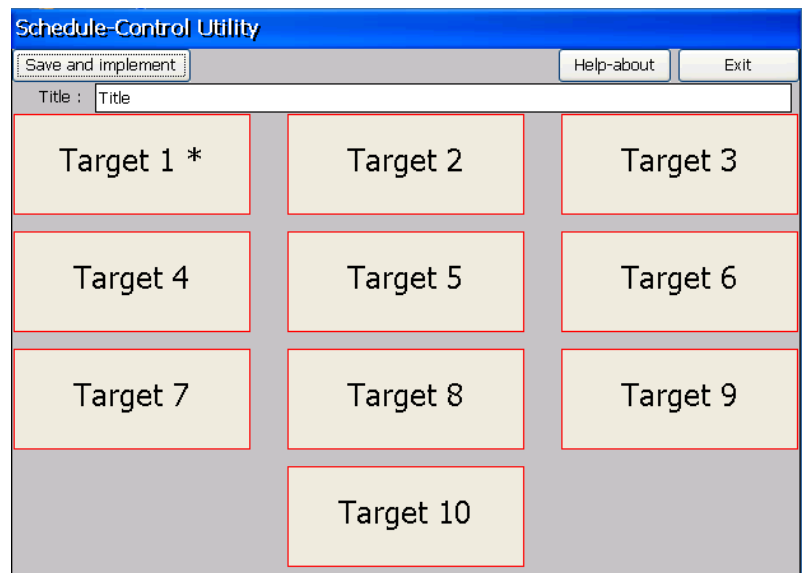 Schedule-Control Utility
Save and implement Help-about Exit
Title : Title
Target 1 * Target 2 Target 3
Target 4 Target 5 Target 6
Target 7 Target 8 Target 9
Target 10